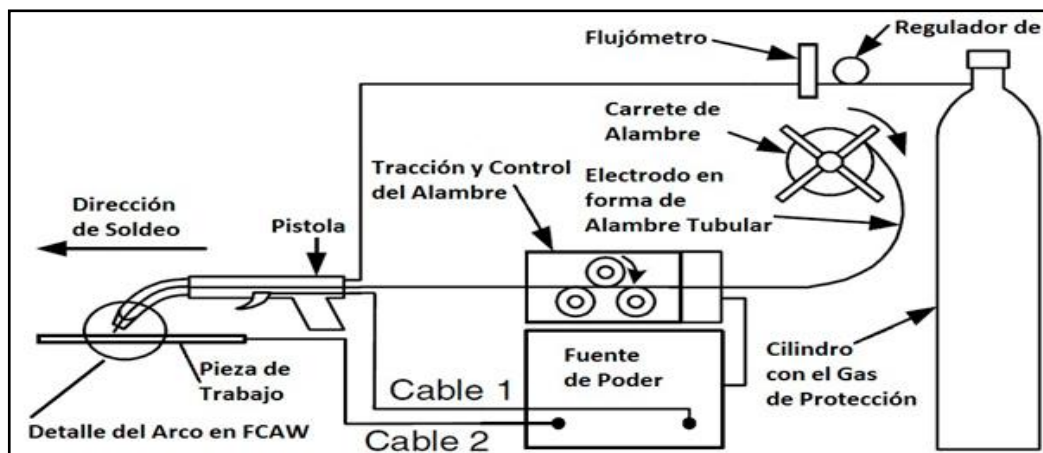 Flujómetro
Regulador de
Carrete de
Alambre
Tracción y Control
del Alambre
Electrodo en
forma de
Alambre Tubular
Dirección
de Soldeo
Pistola
Pieza de
Trabajo
Detalle del Arco en FCAW
Cable 1
Cable 2
Fuente
de Poder
Cilindro
con el Gas
de Protección